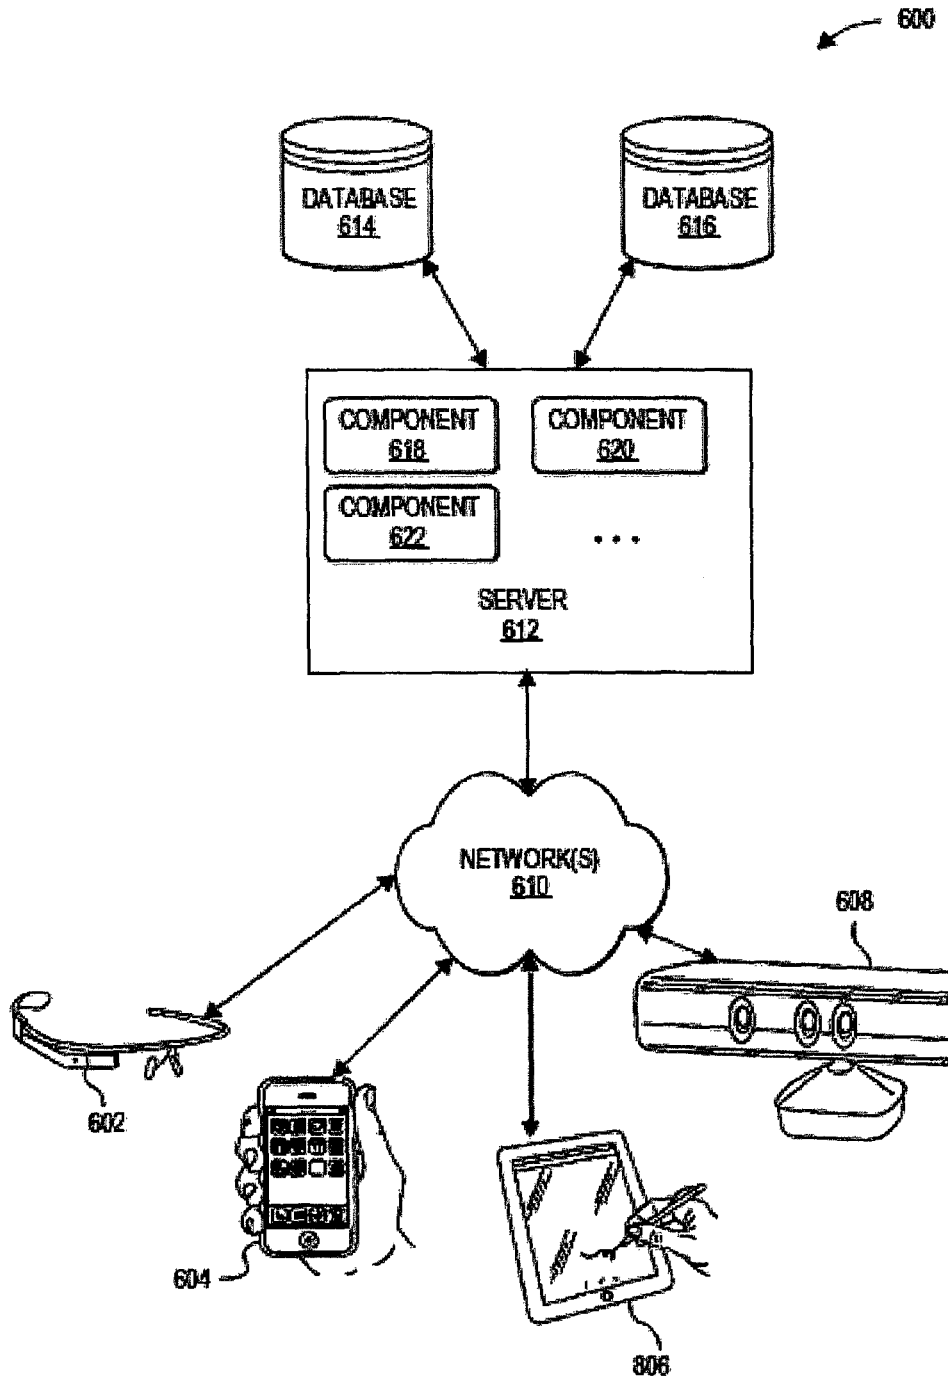 600
DATABASE
614
DATABASE
616
COMPONENT
618
COMPONENT
620
COMPONENT
622
...
SERVER
612
NETWORK(S)
610
608
602
604
806